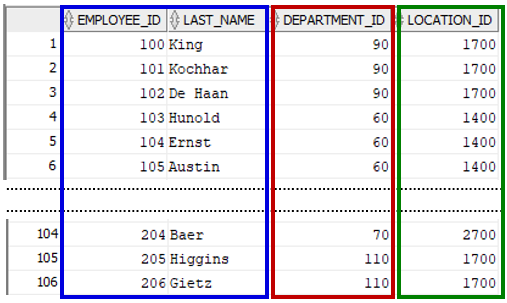 EMPLOYEE_ID LAST_NAME DEPARTMENT_ID LOCATION_ID
1 100 King 90 1700
2 101 Kochhar 90 1700
3 102 De Haan 90 1700
4 103 Hunold 60 1400
5 104 Ernst 60 1400
6 105 Austin 60 1400
104 204 Baer 70 2700
105 205 Higgins 110 1700
106 206 Gietz 110 1700